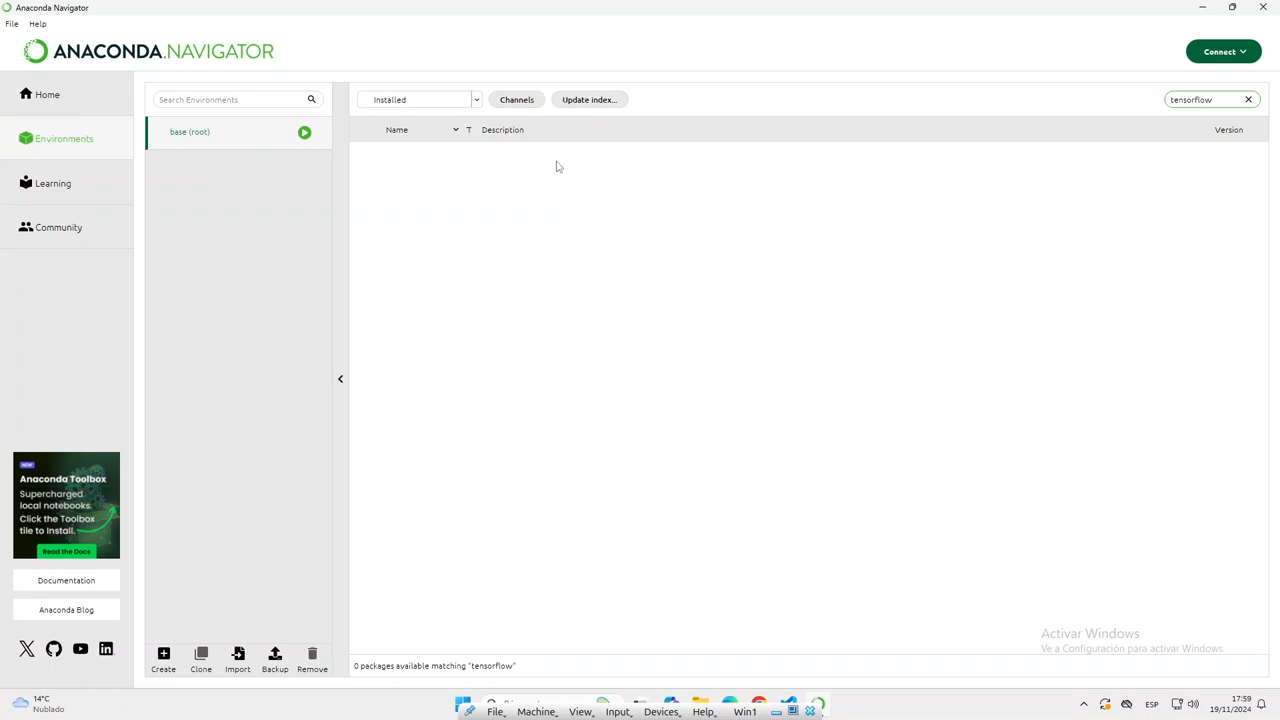 Anaconda Navigator
File Help
ANACONDA.NAVIGATOR
Connect
Home
Environments
Learning
Community
Search Environments
base (root)
Installed
Channels
Update index...
tensorflow
Name T Description Version
NEW
Anaconda Toolbox
Supercharged
local notebooks.
Click the Toolbox
tile to Install.
Read the Docs
Documentation
Anaconda Blog
Create Clone Import Backup Remove
0 packages available matching "tensorflow"
Activar Windows
Ve a Configuración para activar Windows.
14°C
Nublado
File Machine View Input Devices Help Win1
ESP
17:59
19/11/2024